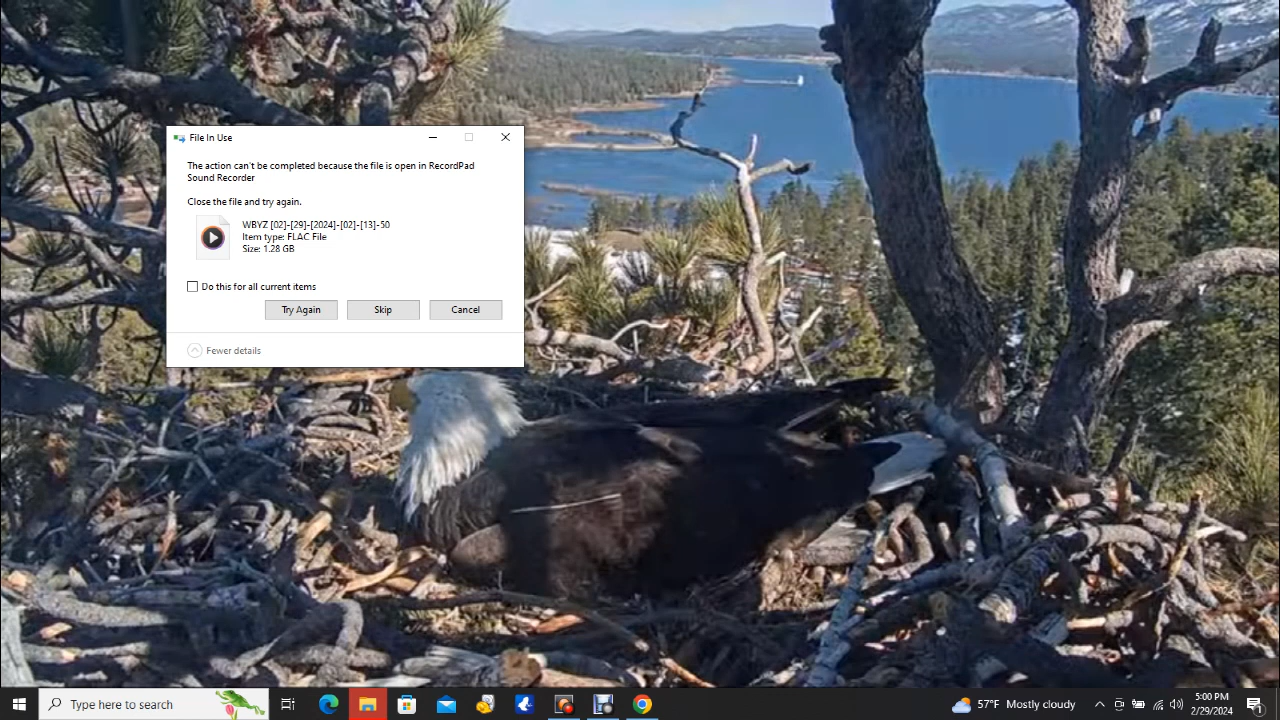 File In Use
The action can't be completed because the file is open in RecordPad
Sound Recorder
Close the file and try again.
WBYZ [02]-[29]-[2024]-[02]-[13]-50
Item type: FLAC File
Size: 1.28 GB
Do this for all current items
Try Again
Skip
Cancel
Fewer details
Type here to search
57°F Mostly cloudy
5:00 PM
2/29/2024
1